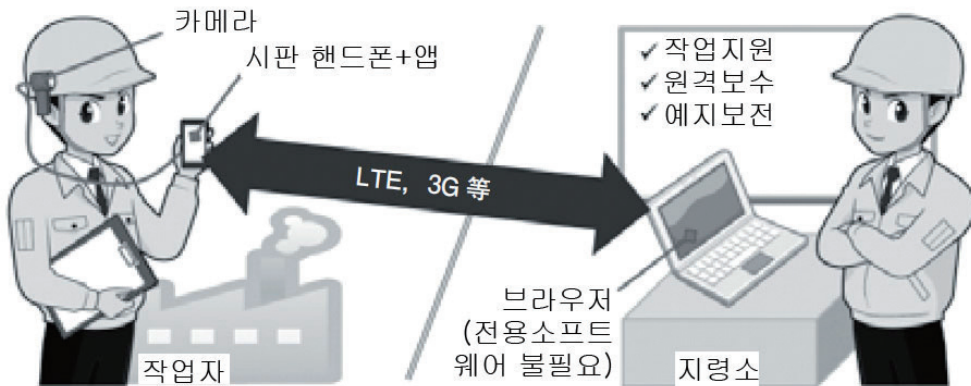 카메라
시판 핸드폰+앱
✓ 작업지원
✓ 원격보수
✓ 예지보전
LTE, 3G 等
브라우저
(전용소프트
웨어 불필요)
작업자
지령소